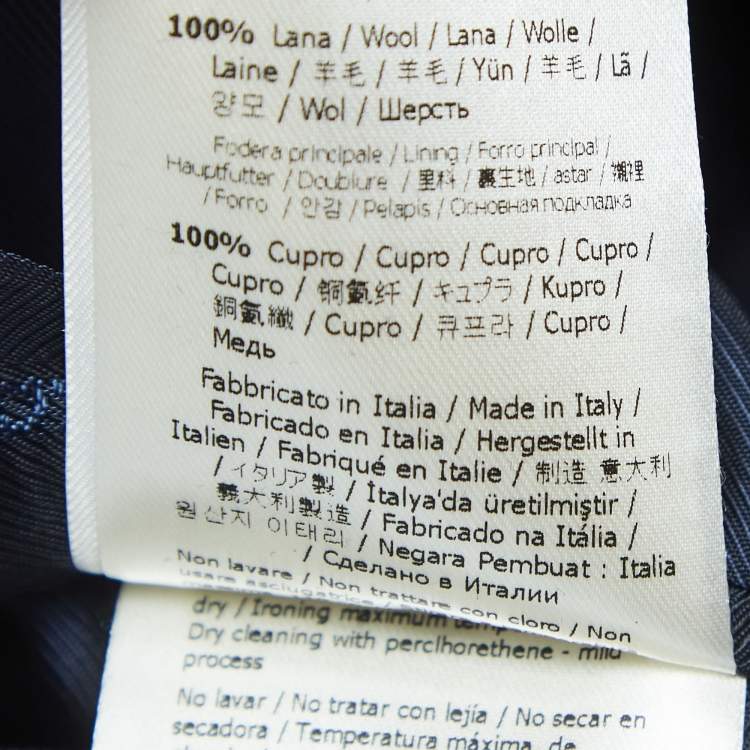 100% Lana / Wool / Lana / Wolle /
Laine / 羊毛 / 羊毛 / Yün / 羊毛 / Lã /
양모 / Wol / Шерсть
Fodera principale / Lining / Forro principal /
Hauptfutter / Doublure / 里料 / 裏生地 / astar / 襯裡
/ Forro / 안감 / Pelapis / Основная подкладка
100% Cupro / Cupro / Cupro / Cupro /
Cupro / 铜氨纤 / キュプラ / Kupro /
銅氨纖 / Cupro / 큐프라 / Cupro /
Медь
Fabbricato in Italia / Made in Italy /
Fabricado en Italia / Hergestellt in
Italien / Fabriqué en Italie / 制造 意大利
/ イタリア製 / İtalya'da üretilmiştir /
義大利製造 / Fabricado na Itália /
원산지 이태리 / Negara Pembuat : Italia
/ Сделано в Италии
Non lavare / Non trattare con cloro / Non
usare asciugatrice /
dry / Ironing maximum
Dry cleaning with perclhorethene - mild
process
No lavar / No tratar con lejía / No secar en
secadora / Temperatura máxima de